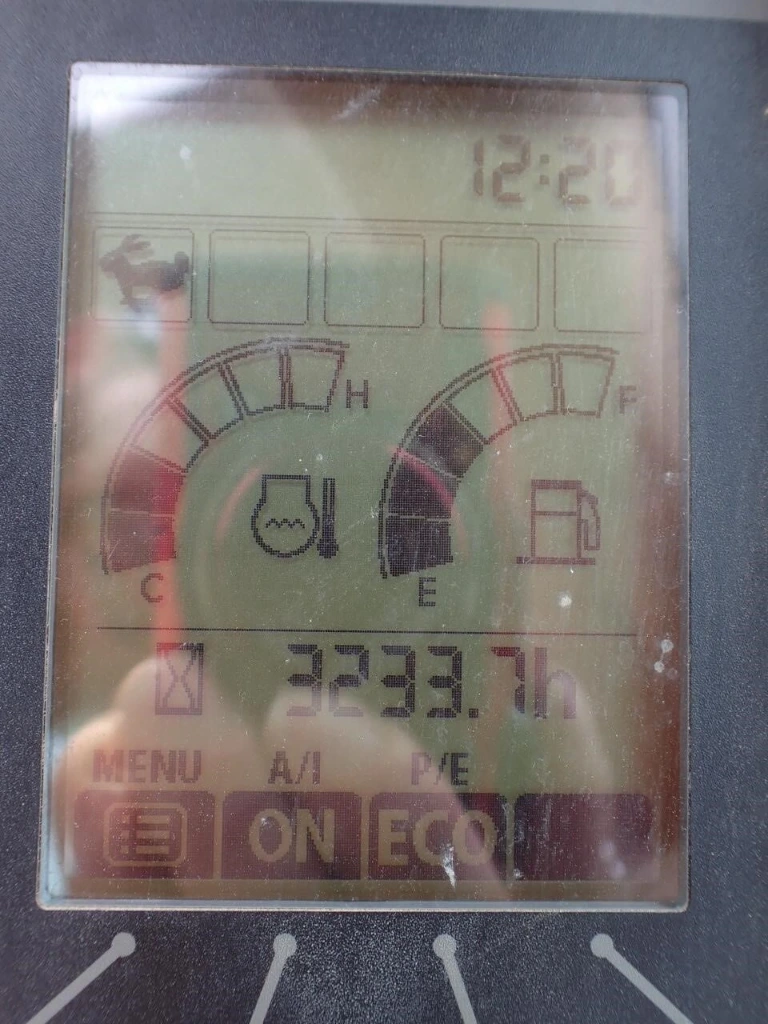 12:20
H F
C E
3233.7h
MENU A/I P/E
ON ECO